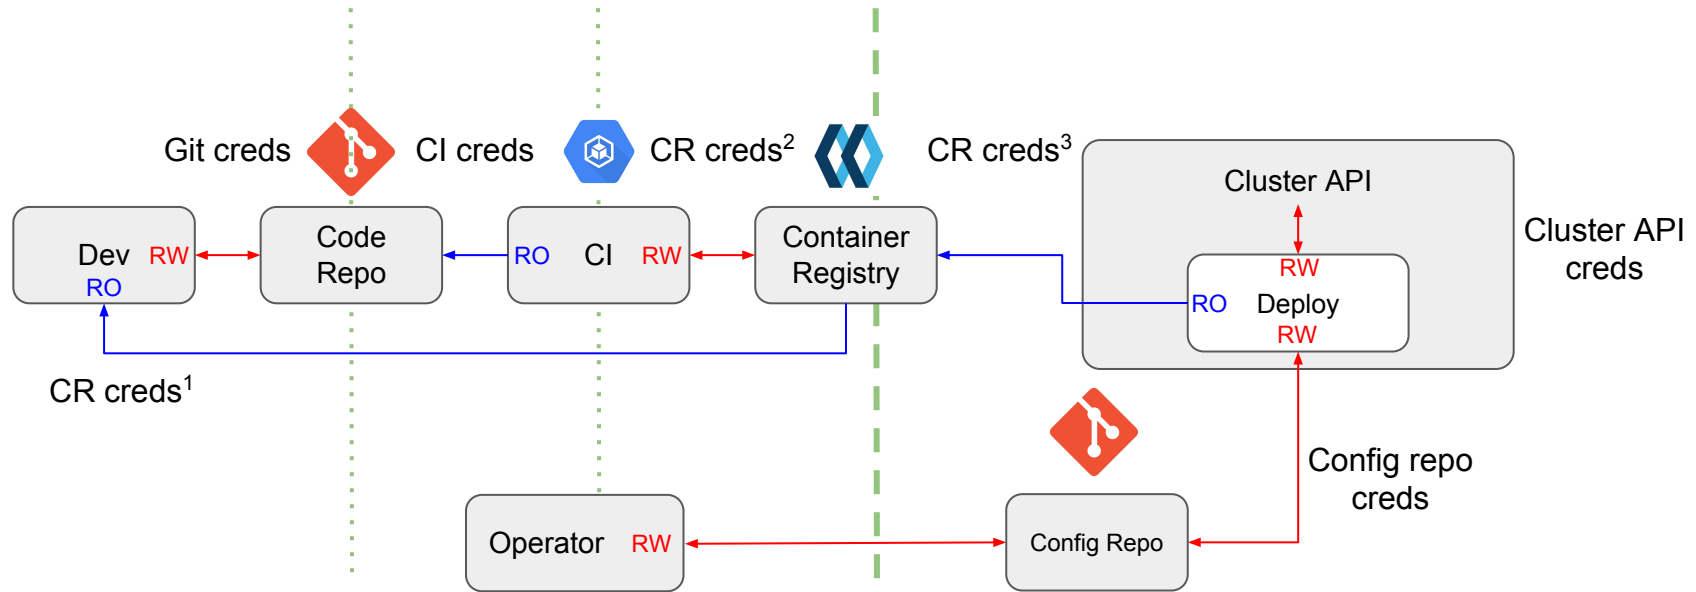 Git creds
CI creds
CR creds²
CR creds³
Cluster API
Dev
RW
RO
Code
Repo
RO
CI
RW
Container
Registry
RW
RO
Deploy
RW
Cluster API
creds
CR creds¹
Config repo
creds
Operator
RW
Config Repo